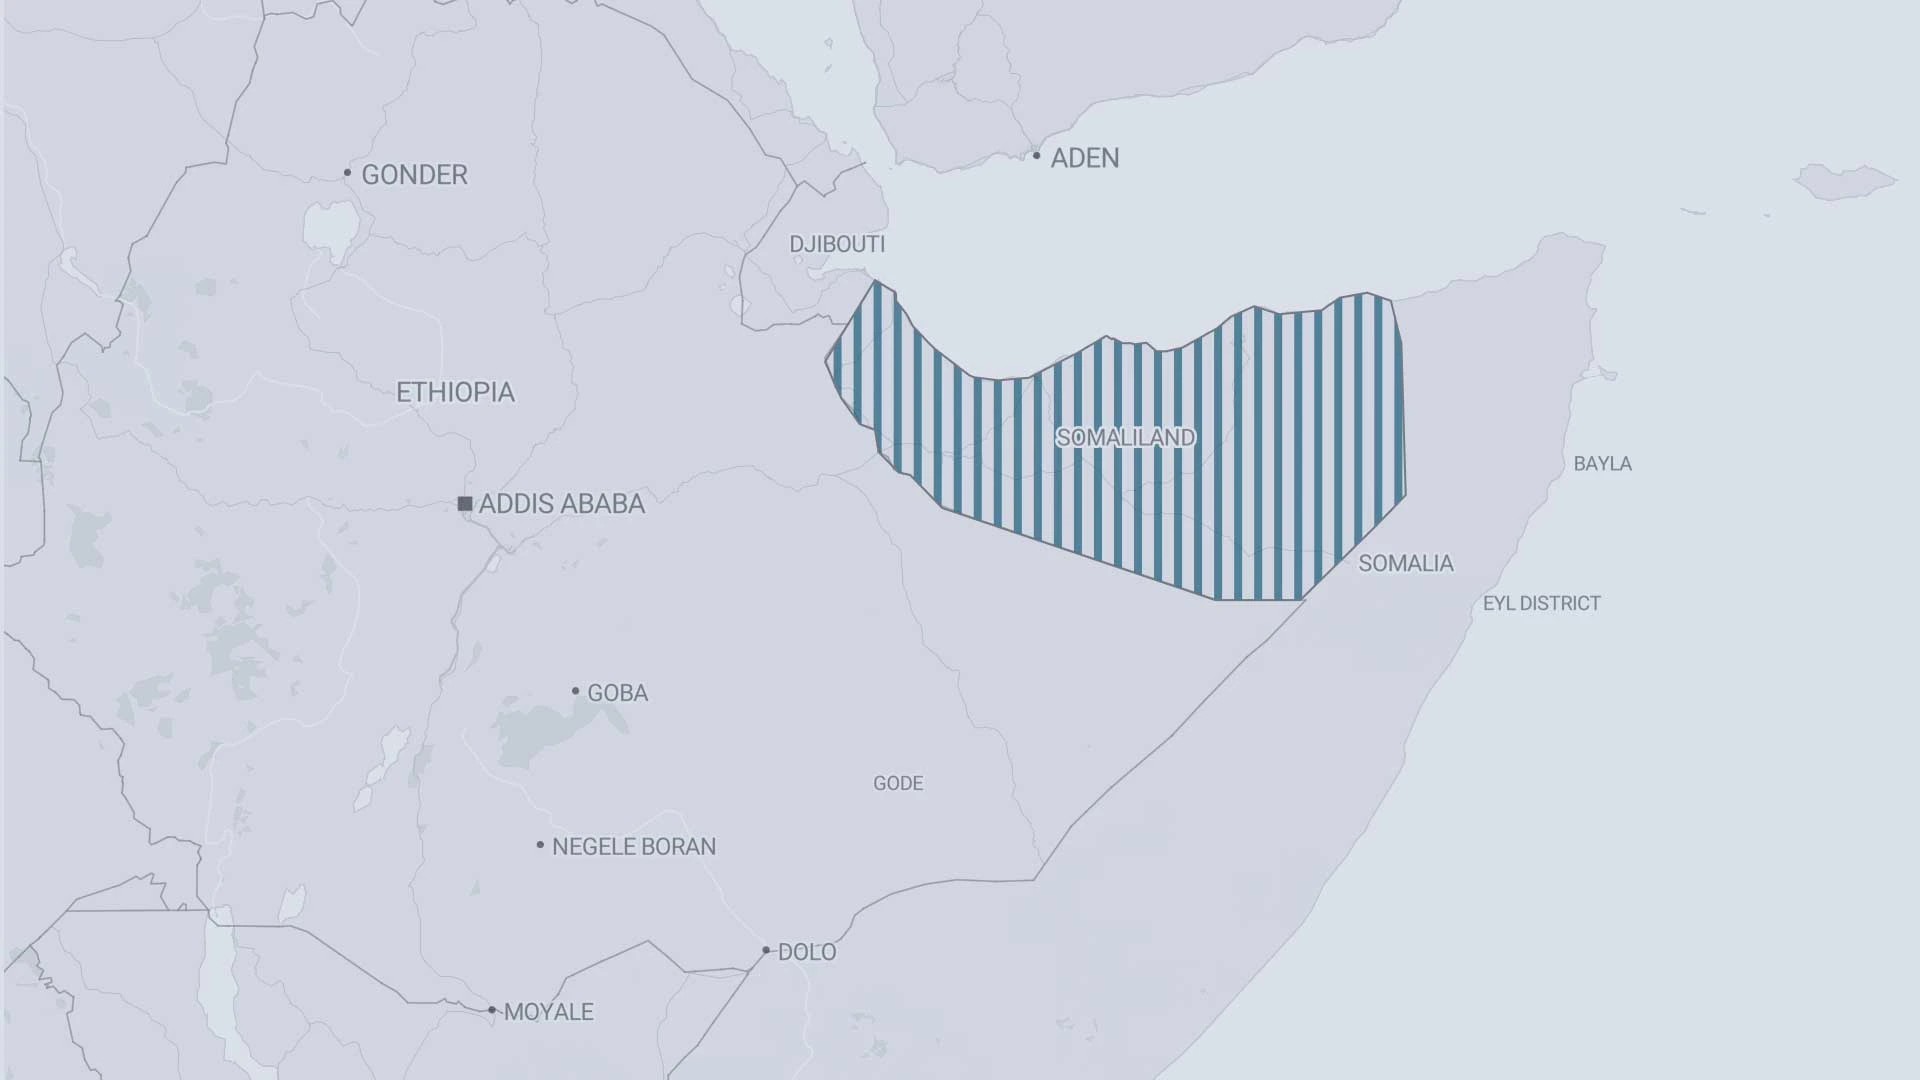 ADEN
GONDER
DJIBOUTI
ETHIOPIA
SOMALILAND
BAYLA
ADDIS ABABA
SOMALIA
EYL DISTRICT
GOBA
GODE
NEGELE BORAN
DOLO
MOYALE